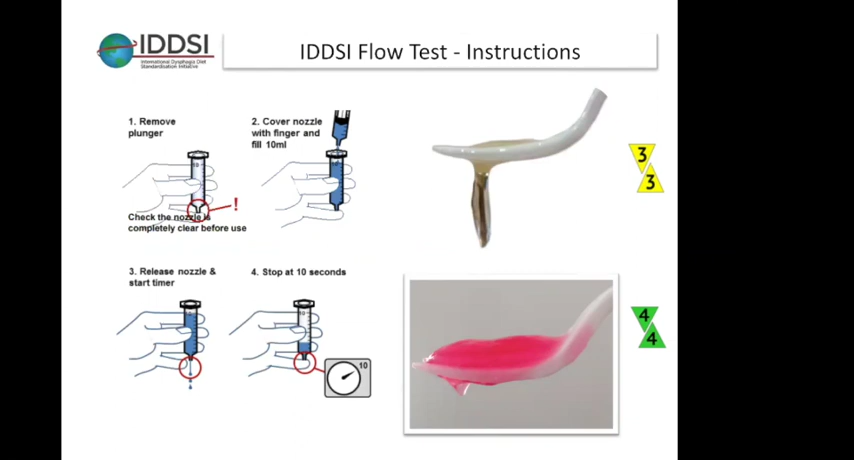 IDDSI
International Dysphagia Diet
Standardisation Initiative
IDDSI Flow Test - Instructions
1. Remove
plunger
2. Cover nozzle
with finger and
fill 10ml
10
!
Check the nozzle is
completely clear before use
3
3
3. Release nozzle &
start timer
4. Stop at 10 seconds
10
10
4
4